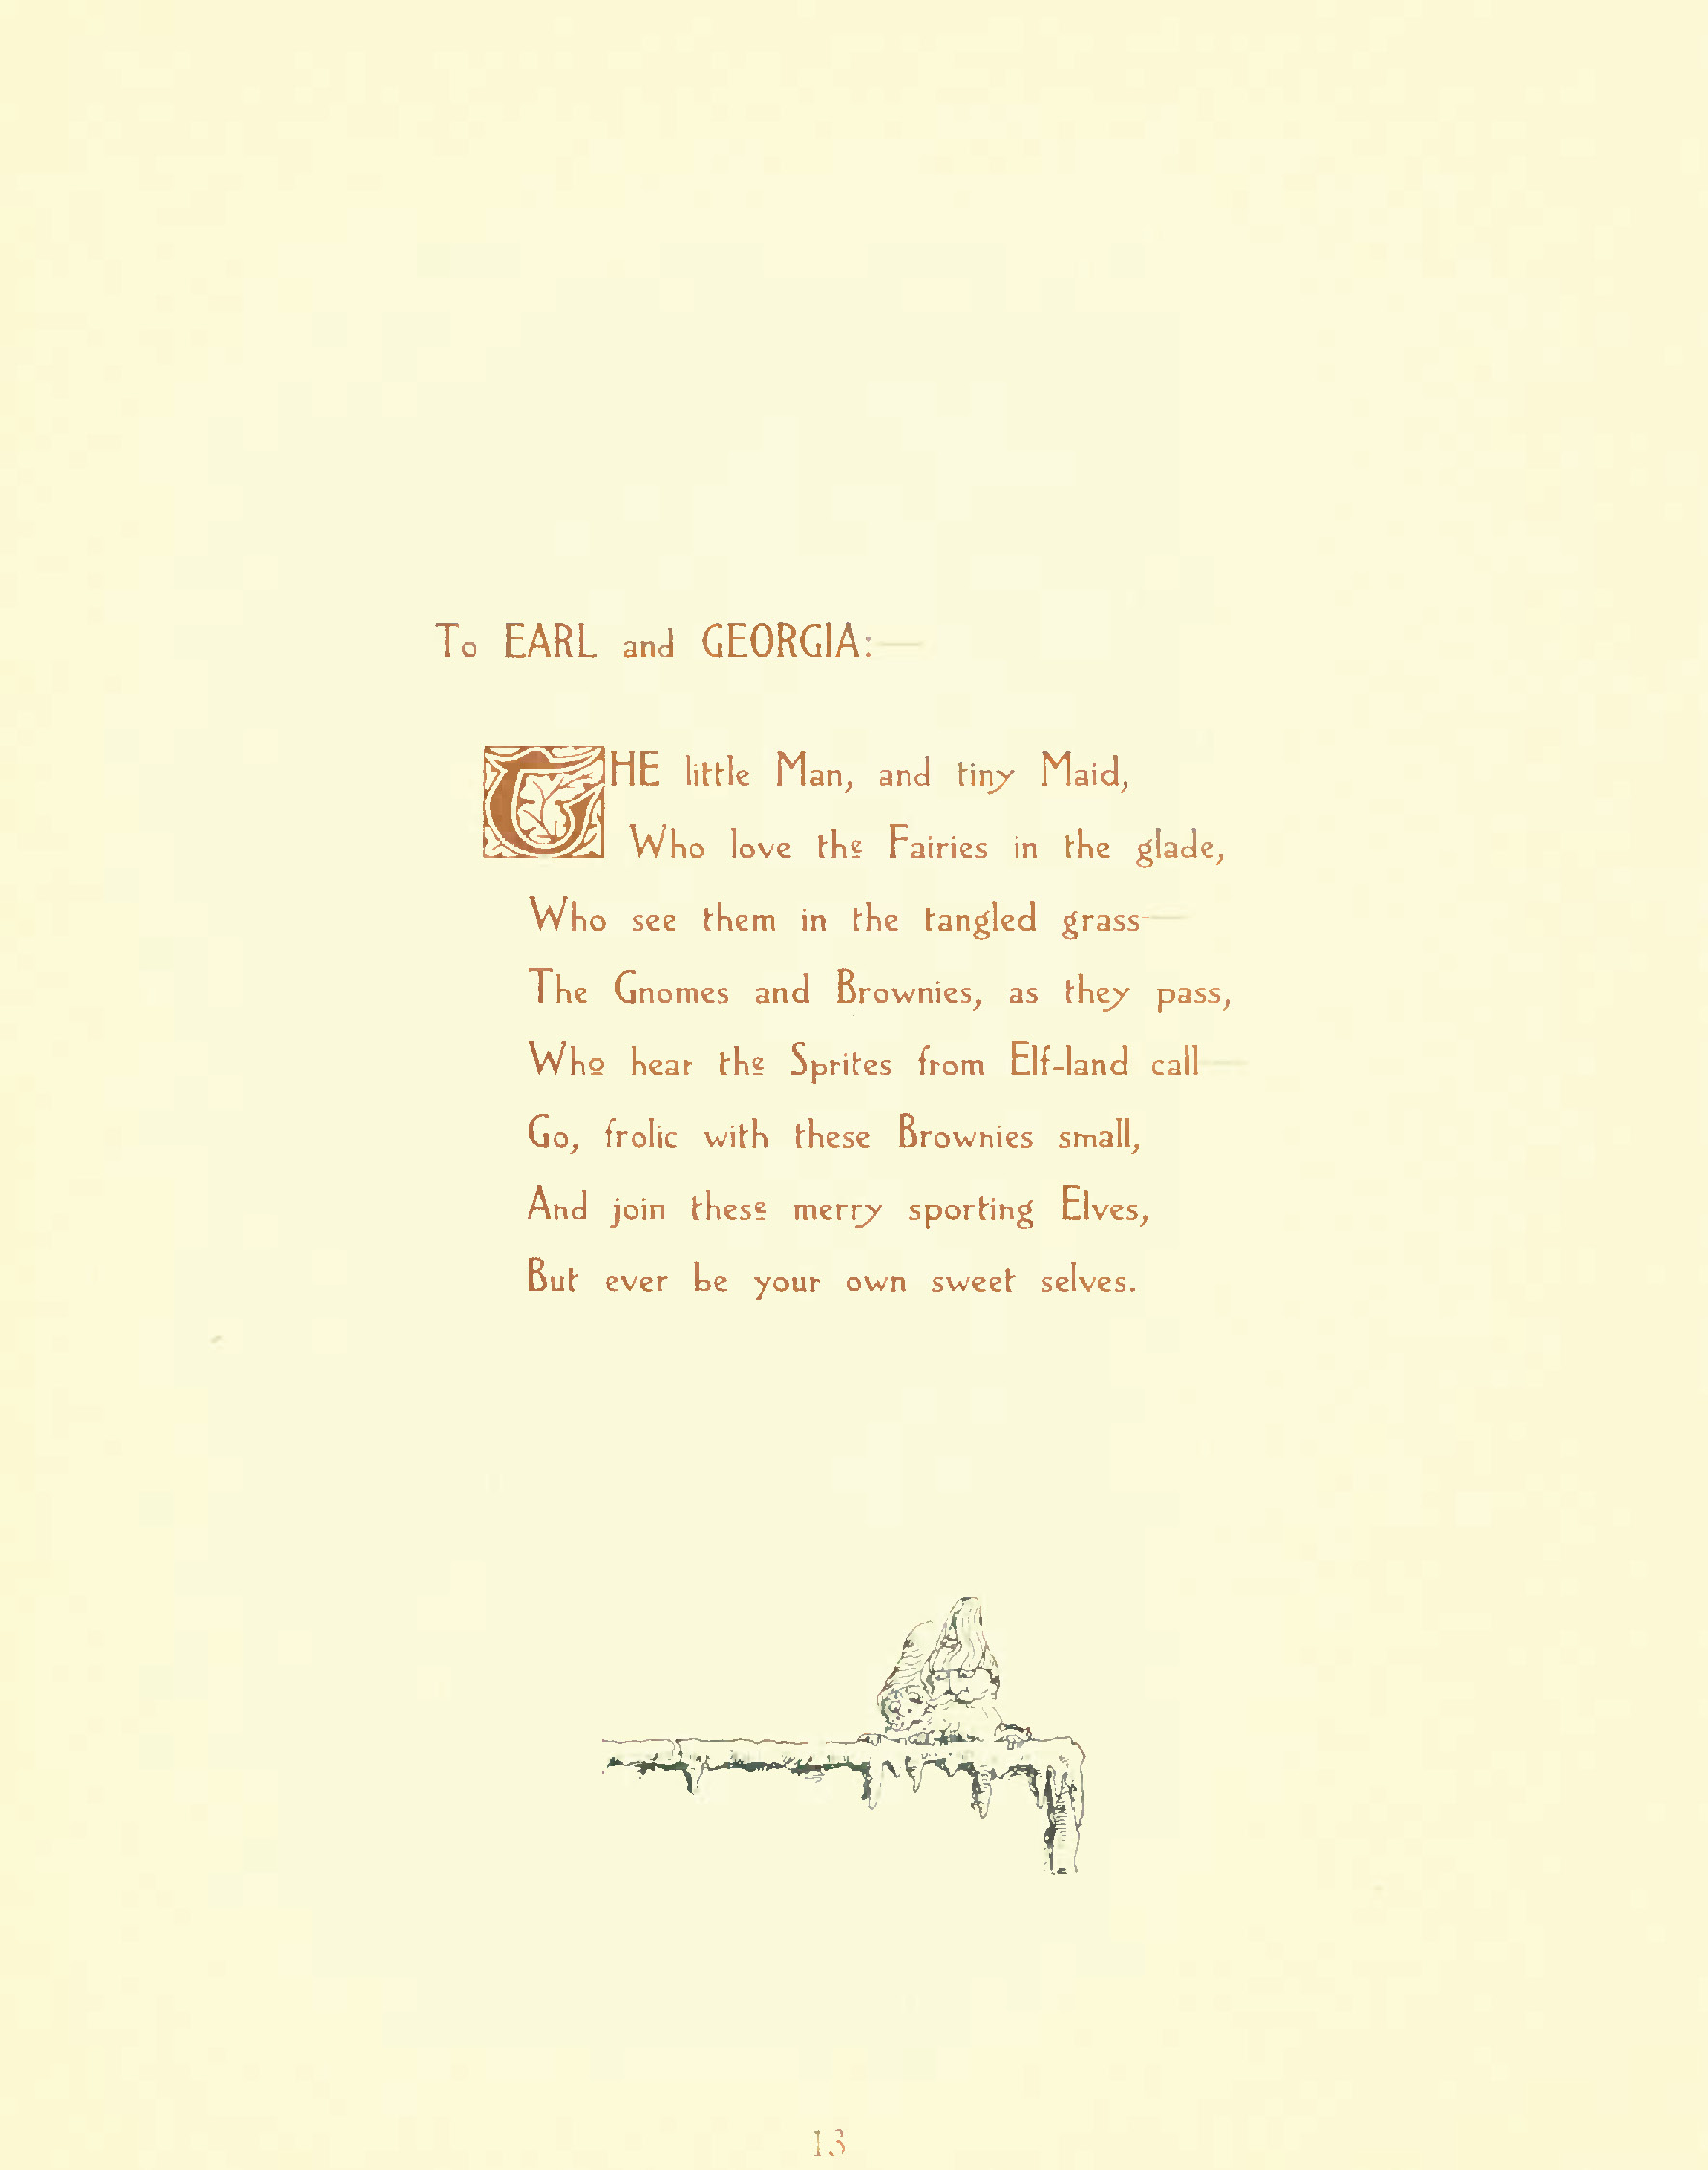 To EARL and GEORGIA:—
THE little Man, and tiny Maid,
Who love the Fairies in the glade,
Who see them in the tangled grass—
The Gnomes and Brownies, as they pass,
Who hear the Sprites from Elf-land call—
Go, frolic with these Brownies small,
And join these merry sporting Elves,
But ever be your own sweet selves.
13